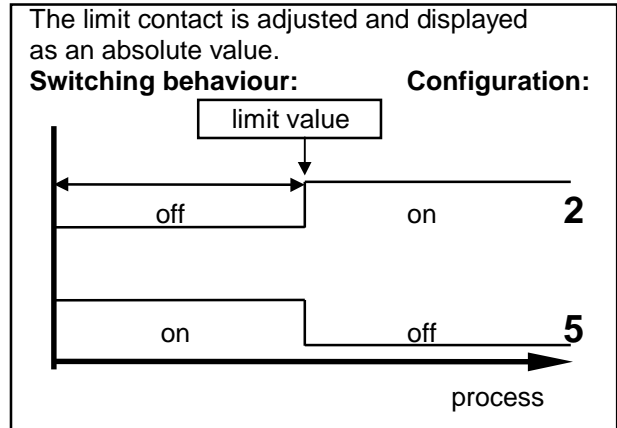 The limit contact is adjusted and displayed
as an absolute value.
Switching behaviour: Configuration:
limit value
off on 2
on off 5
process